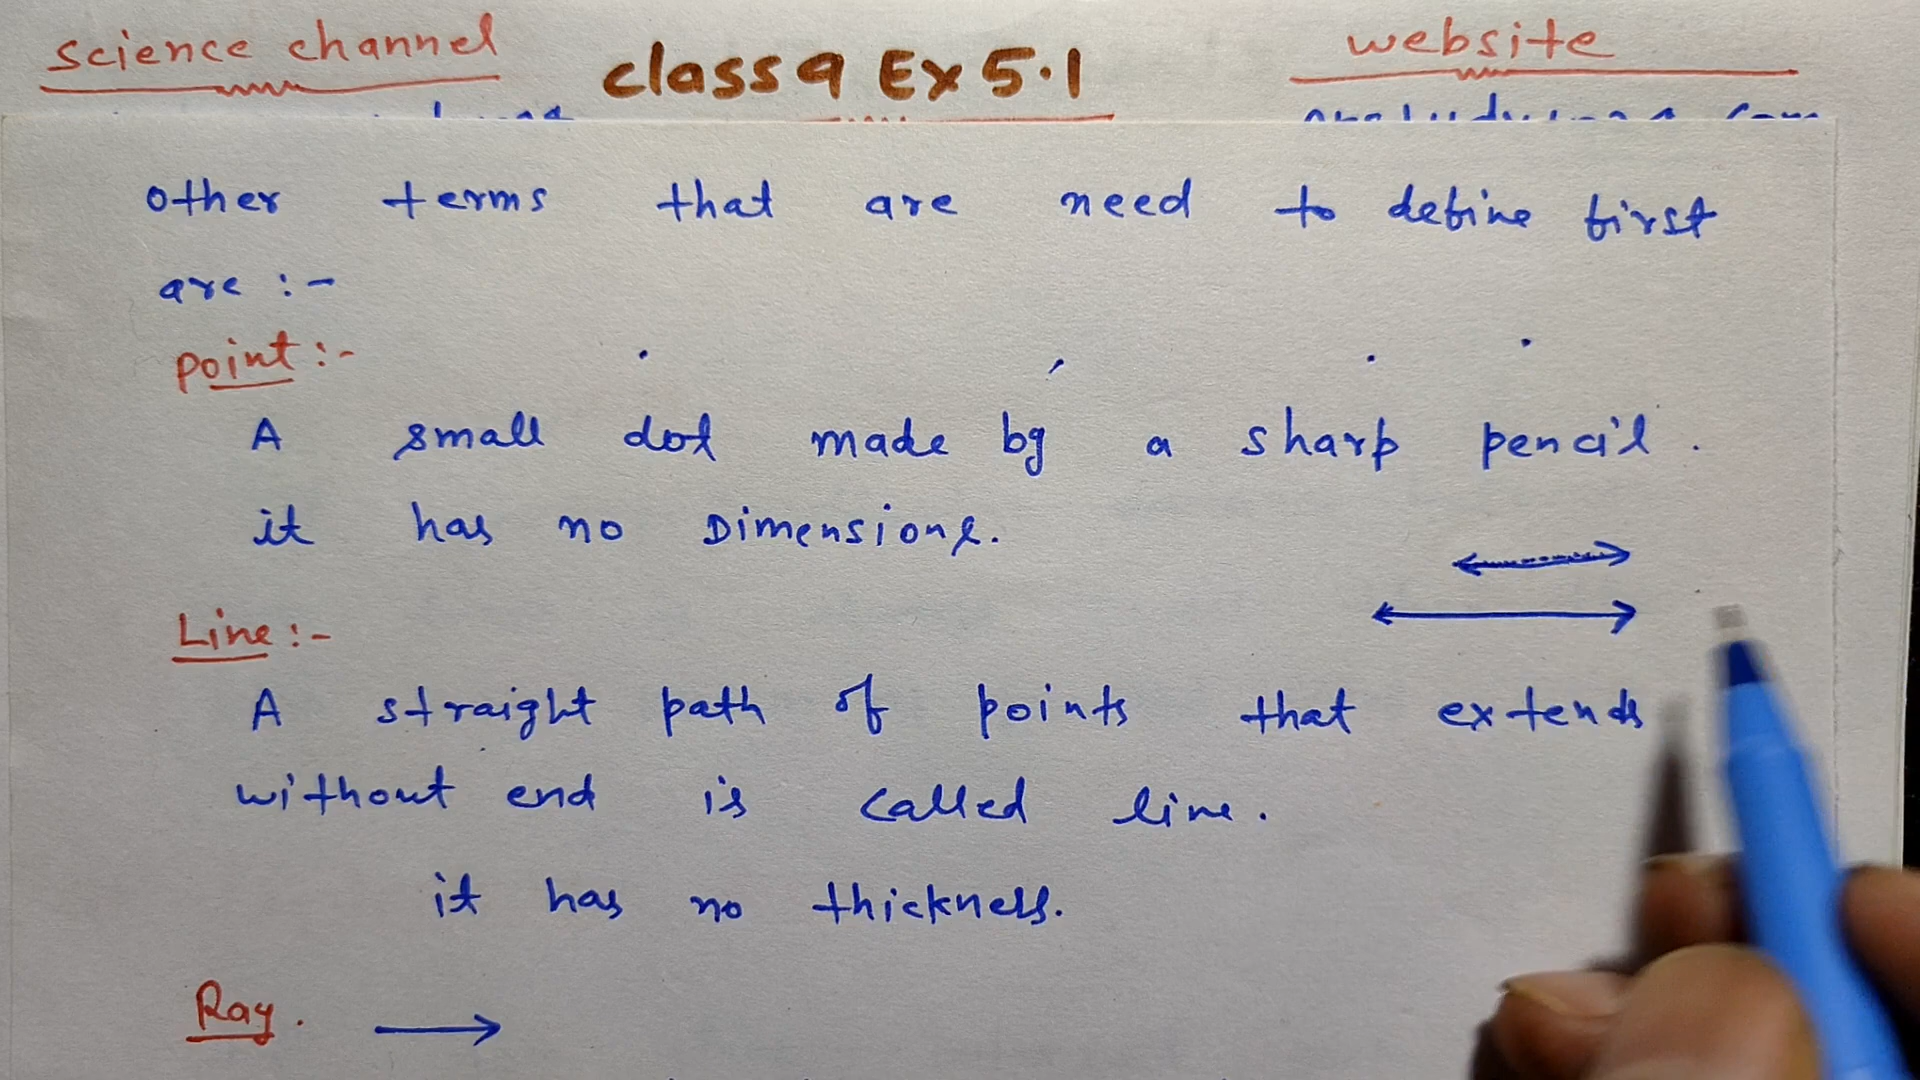 science channel
class 9 Ex 5.1
website
other terms that are need to define first
are :-
Point :-
A small dot made by a sharp pencil.
it has no Dimensions.
Line :-
A straight path of points that extends
without end is called line.
it has no thickness.
Ray.